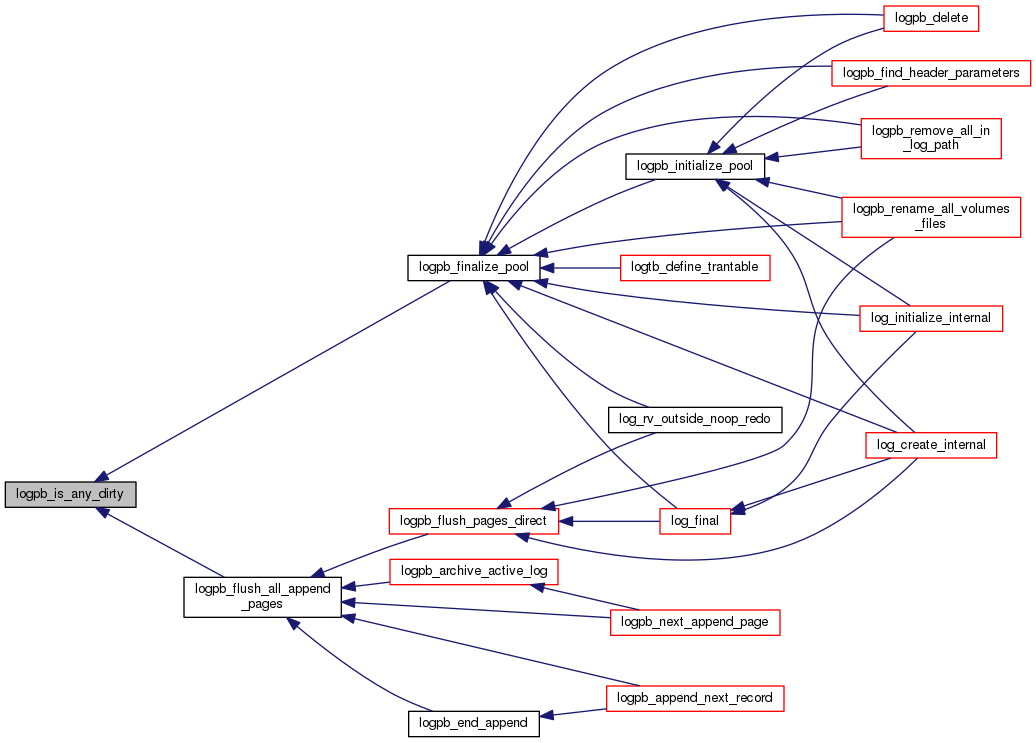 logpb_delete
logpb_find_header_parameters
logpb_remove_all_in
_log_path
logpb_initialize_pool
logpb_rename_all_volumes
_files
logpb_finalize_pool
logtb_define_trantable
log_initialize_internal
log_rv_outside_noop_redo
log_create_internal
logpb_is_any_dirty
logpb_flush_pages_direct
log_final
logpb_archive_active_log
logpb_flush_all_append
_pages
logpb_next_append_page
logpb_append_next_record
logpb_end_append